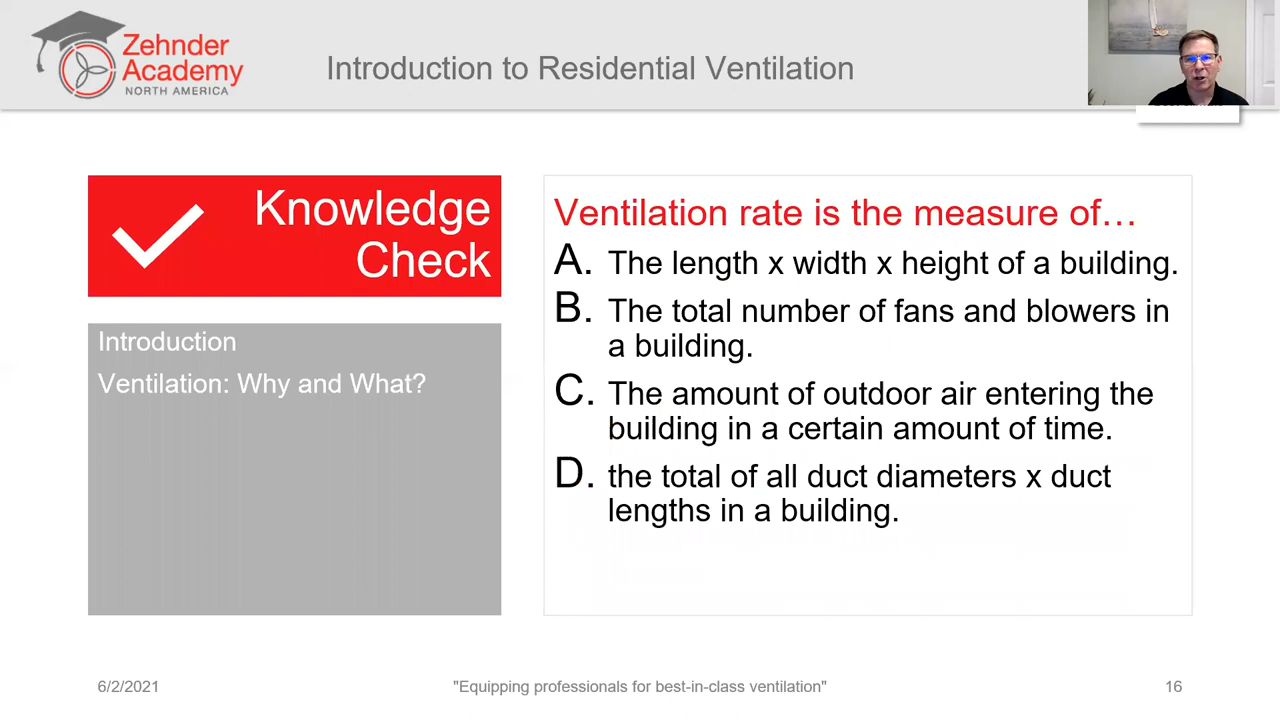 Zehnder
Academy
NORTH AMERICA
Introduction to Residential Ventilation
Knowledge
Check
Introduction
Ventilation: Why and What?
Ventilation rate is the measure of…
A. The length x width x height of a building.
B. The total number of fans and blowers in
a building.
C. The amount of outdoor air entering the
building in a certain amount of time.
D. the total of all duct diameters x duct
lengths in a building.
6/2/2021
"Equipping professionals for best-in-class ventilation"
16